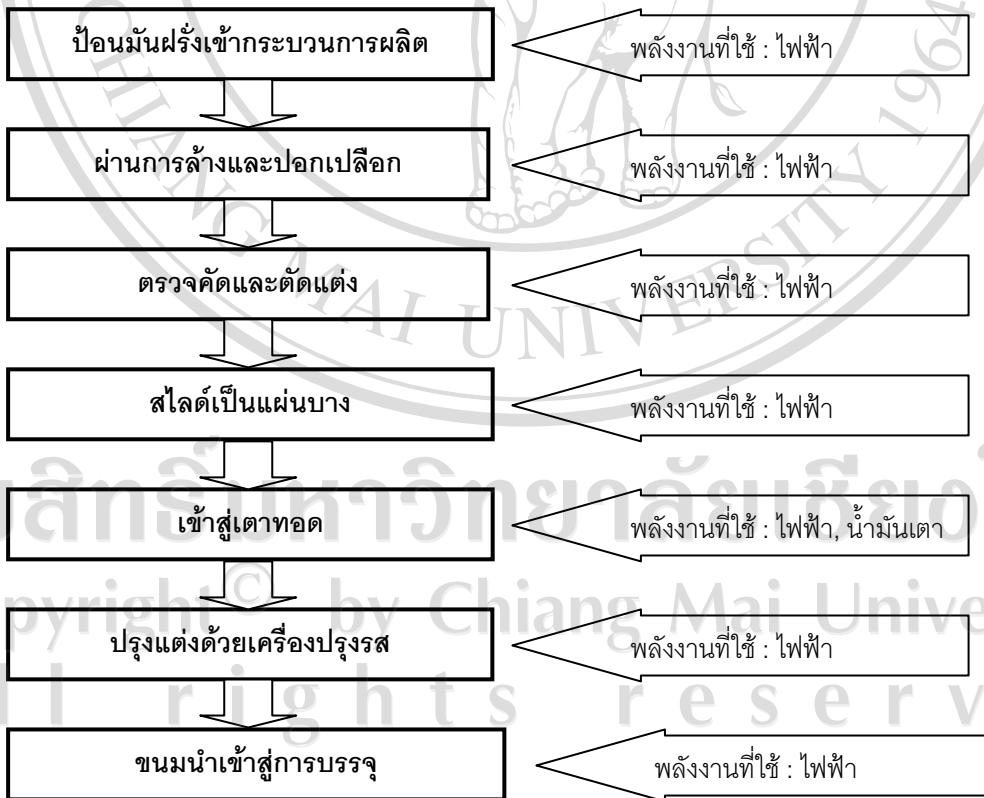 ป้อนมันฝรั่งเข้ากระบวนการผลิต
พลังงานที่ใช้ : ไฟฟ้า
ผ่านการล้างและปอกเปลือก
พลังงานที่ใช้ : ไฟฟ้า
ตรวจคัดและตัดแต่ง
พลังงานที่ใช้ : ไฟฟ้า
สไลด์เป็นแผ่นบาง
พลังงานที่ใช้ : ไฟฟ้า
เข้าสู่เตาทอด
พลังงานที่ใช้ : ไฟฟ้า, น้ำมันเตา
ปรุงแต่งด้วยเครื่องปรุงรส
พลังงานที่ใช้ : ไฟฟ้า
ขนมนำเข้าสู่การบรรจุ
พลังงานที่ใช้ : ไฟฟ้า
CHIANG MAI UNIVERSITY 1964
by Chiang Mai
rights